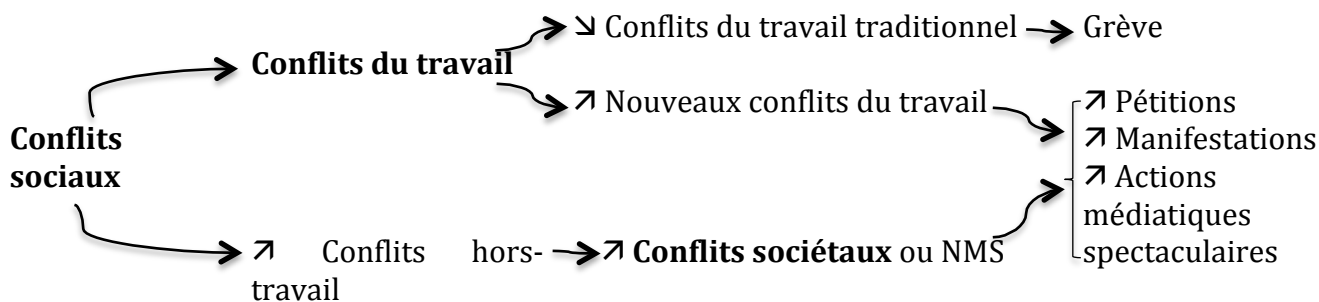 ↘ Conflits du travail traditionnel
Grève
Conflits du travail
↗ Nouveaux conflits du travail
↗ Pétitions
↗ Manifestations
↗ Actions
médiatiques
spectaculaires
Conflits
sociaux
↗ Conflits hors-
travail
↗ Conflits sociétaux ou NMS